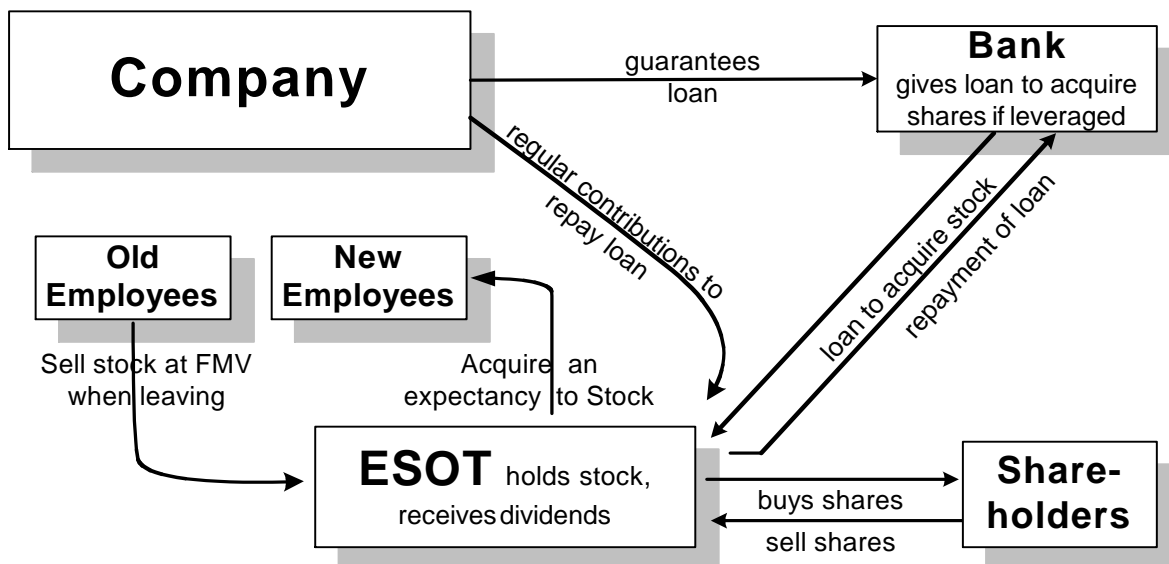 Company
guarantees
loan
Bank
gives loan to acquire
shares if leveraged
regular contributions to
repay loan
loan to acquire stock
repayment of loan
Old
Employees
New
Employees
Sell stock at FMV
when leaving
Acquire an
expectancy to Stock
ESOT holds stock,
receives dividends
buys shares
sell shares
Share-
holders